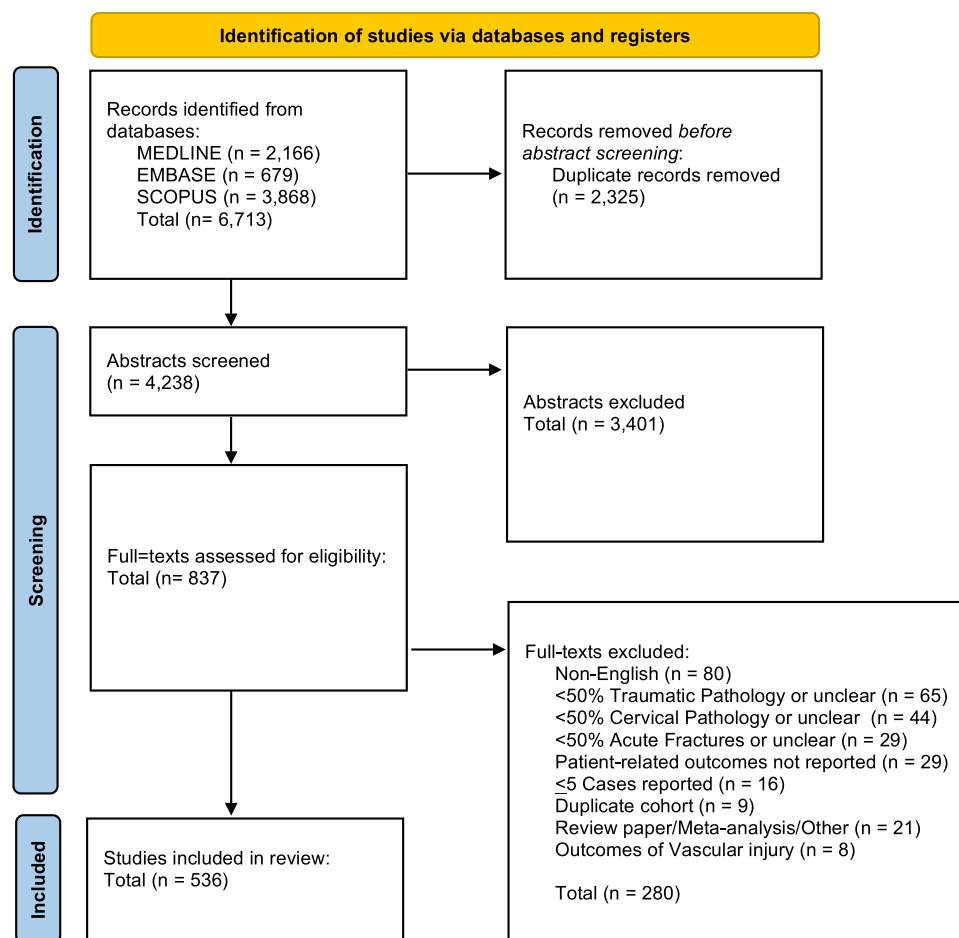 Identification of studies via databases and registers
Identification
Records identified from
databases:
MEDLINE (n = 2,166)
EMBASE (n = 679)
SCOPUS (n = 3,868)
Total (n= 6,713)
Records removed before
abstract screening:
Duplicate records removed
(n = 2,325)
Screening
Abstracts screened
(n = 4,238)
Abstracts excluded
Total (n = 3,401)
Full=texts assessed for eligibility:
Total (n= 837)
Full-texts excluded:
Non-English (n = 80)
<50% Traumatic Pathology or unclear (n = 65)
<50% Cervical Pathology or unclear (n = 44)
<50% Acute Fractures or unclear (n = 29)
Patient-related outcomes not reported (n = 29)
≤5 Cases reported (n = 16)
Duplicate cohort (n = 9)
Review paper/Meta-analysis/Other (n = 21)
Outcomes of Vascular injury (n = 8)
Total (n = 280)
Included
Studies included in review:
Total (n = 536)